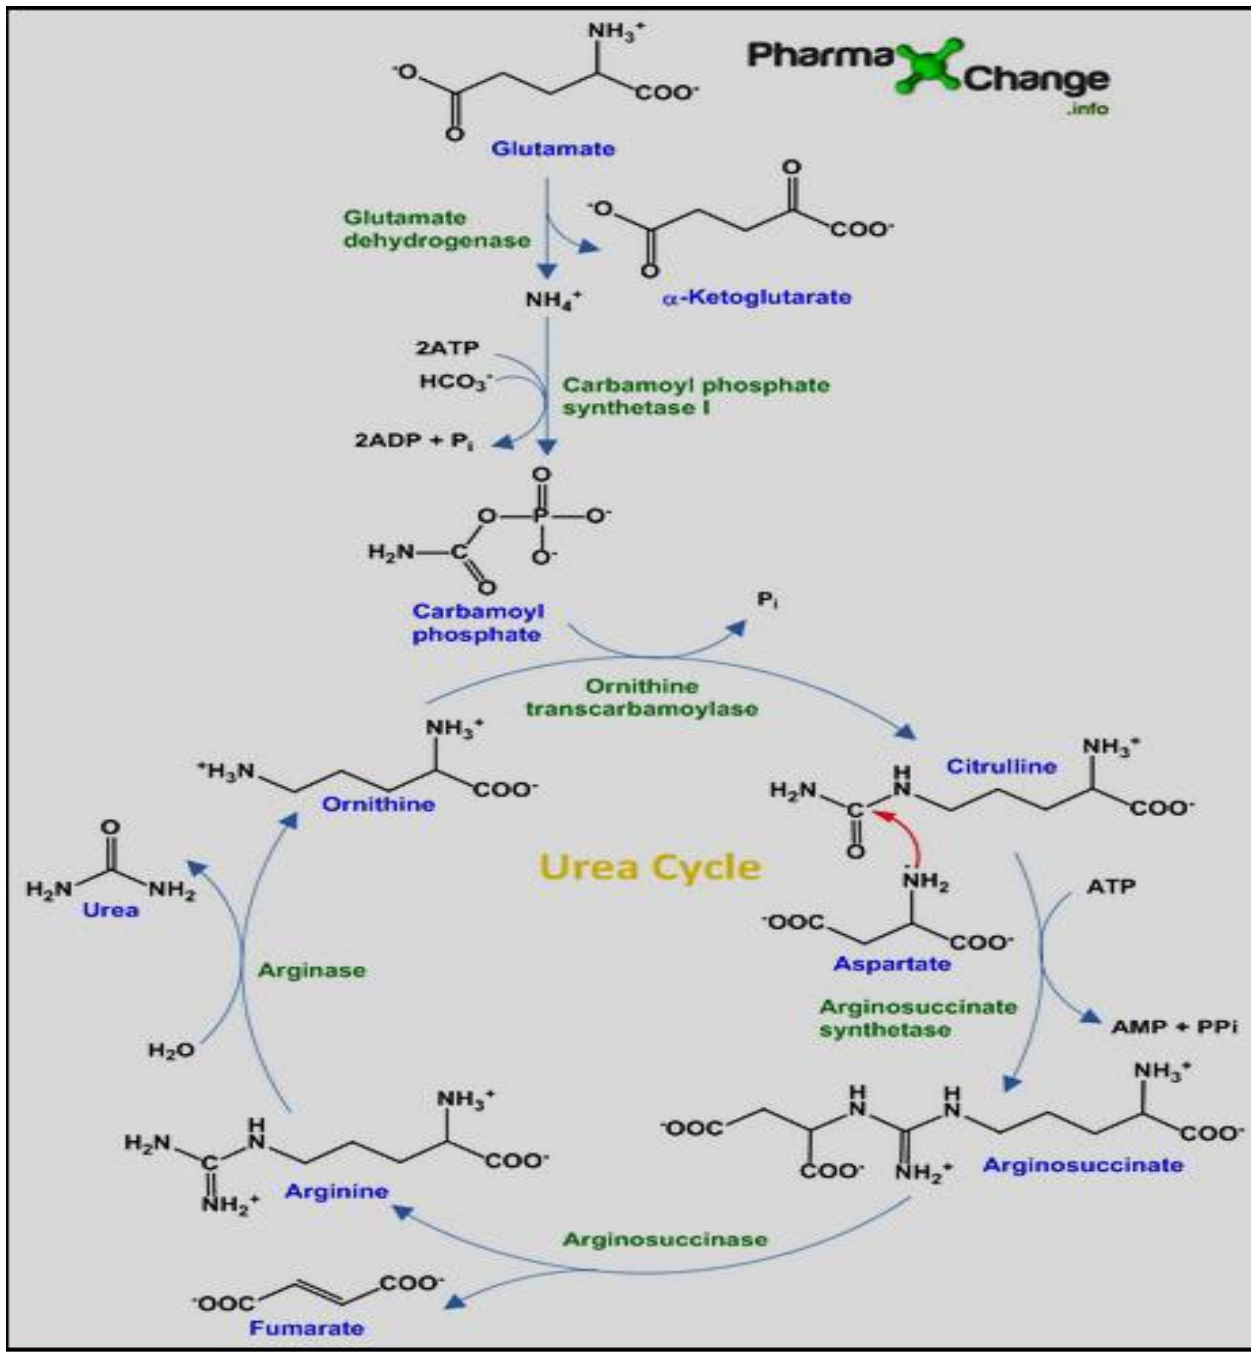 NH₃⁺
Pharma
Change
.info
⁻O
COO⁻
O
Glutamate
O
Glutamate
dehydrogenase
⁻O
COO⁻
O
α-Ketoglutarate
NH₄⁺
2ATP
HCO₃⁻
Carbamoyl phosphate
synthetase I
2ADP + Pᵢ
O
O
P
O⁻
H₂N
C
O⁻
O
Carbamoyl
phosphate
Pᵢ
Ornithine
transcarbamoylase
NH₃⁺
⁺H₃N
COO⁻
Ornithine
NH₃⁺
Citrulline
H
N
H₂N
C
COO⁻
O
O
H₂N
NH₂
Urea
Urea Cycle
NH₂
ATP
⁻OOC
COO⁻
Aspartate
Arginase
Arginosuccinate
synthetase
H₂O
AMP + PPi
NH₃⁺
H
N
H
N
⁻OOC
COO⁻
COO⁻
NH₂⁺
Arginosuccinate
NH₃⁺
H
N
H₂N
C
COO⁻
NH₂⁺
Arginine
Arginosuccinase
⁻OOC
COO⁻
Fumarate